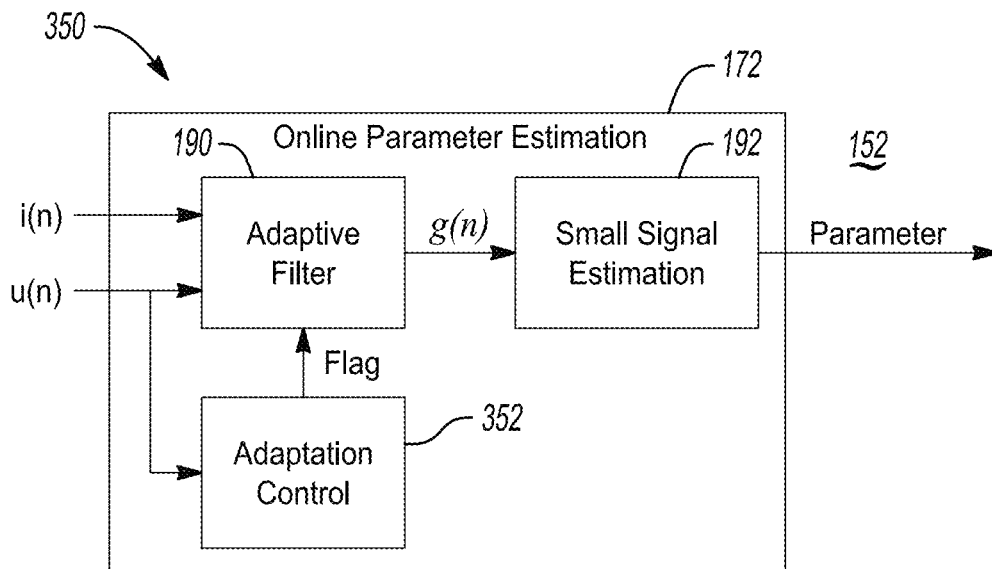 350
172
Online Parameter Estimation
190
192
152
i(n)
Adaptive
Filter
g(n)
Small Signal
Estimation
Parameter
u(n)
Flag
352
Adaptation
Control